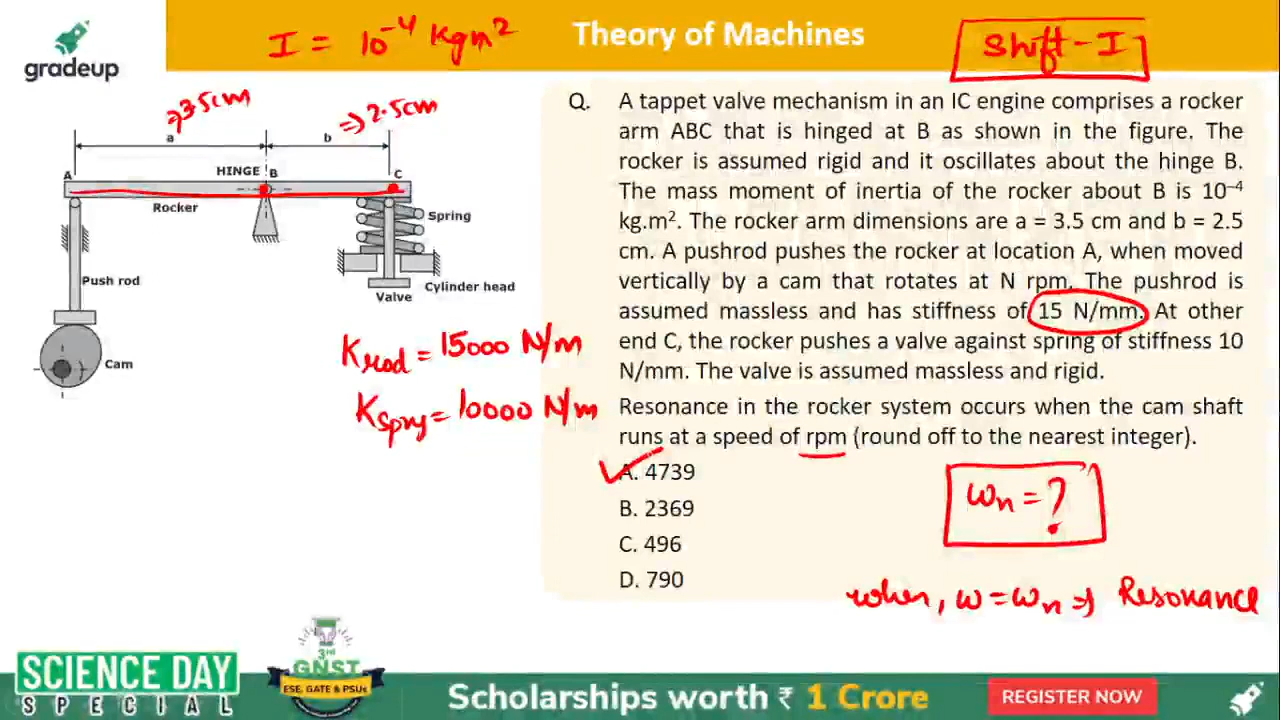 gradeup
I = 10⁻⁴ kgm²
Theory of Machines
Shift - I
⇒3.5cm
⇒2.5cm
a
b
A
HINGE
B
C
Rocker
Spring
Push rod
Cylinder head
Valve
Cam
K rod = 15000 N/m
K spry = 10000 N/m
Q. A tappet valve mechanism in an IC engine comprises a rocker
arm ABC that is hinged at B as shown in the figure. The
rocker is assumed rigid and it oscillates about the hinge B.
The mass moment of inertia of the rocker about B is 10⁻⁴
kg.m². The rocker arm dimensions are a = 3.5 cm and b = 2.5
cm. A pushrod pushes the rocker at location A, when moved
vertically by a cam that rotates at N rpm. The pushrod is
assumed massless and has stiffness of 15 N/mm. At other
end C, the rocker pushes a valve against spring of stiffness 10
N/mm. The valve is assumed massless and rigid.
Resonance in the rocker system occurs when the cam shaft
runs at a speed of rpm (round off to the nearest integer).
A. 4739
B. 2369
C. 496
D. 790
ωn = ?
when, ω = ωn ⇒ Resonance
SCIENCE DAY
SPECIAL
3rd
GNST
ESE, GATE & PSUs
Scholarships worth ₹ 1 Crore
REGISTER NOW